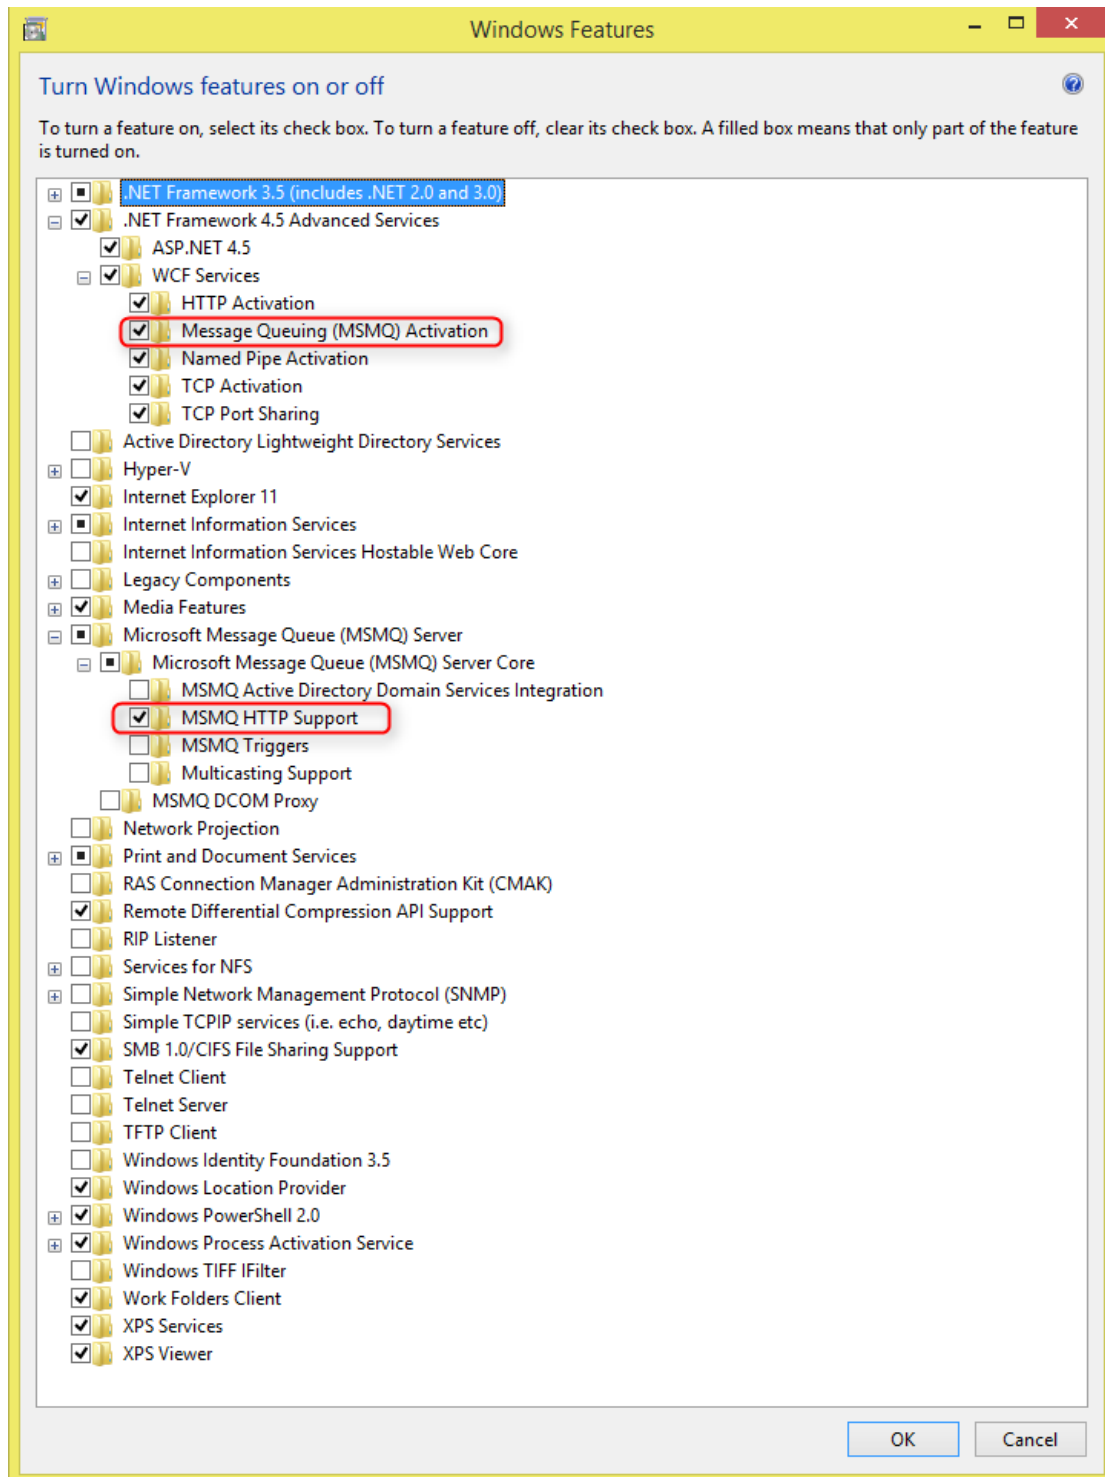 Windows Features
Turn Windows features on or off
To turn a feature on, select its check box. To turn a feature off, clear its check box. A filled box means that only part of the feature
is turned on.
.NET Framework 3.5 (includes .NET 2.0 and 3.0)
.NET Framework 4.5 Advanced Services
ASP.NET 4.5
WCF Services
HTTP Activation
Message Queuing (MSMQ) Activation
Named Pipe Activation
TCP Activation
TCP Port Sharing
Active Directory Lightweight Directory Services
Hyper-V
Internet Explorer 11
Internet Information Services
Internet Information Services Hostable Web Core
Legacy Components
Media Features
Microsoft Message Queue (MSMQ) Server
Microsoft Message Queue (MSMQ) Server Core
MSMQ Active Directory Domain Services Integration
MSMQ HTTP Support
MSMQ Triggers
Multicasting Support
MSMQ DCOM Proxy
Network Projection
Print and Document Services
RAS Connection Manager Administration Kit (CMAK)
Remote Differential Compression API Support
RIP Listener
Services for NFS
Simple Network Management Protocol (SNMP)
Simple TCPIP services (i.e. echo, daytime etc)
SMB 1.0/CIFS File Sharing Support
Telnet Client
Telnet Server
TFTP Client
Windows Identity Foundation 3.5
Windows Location Provider
Windows PowerShell 2.0
Windows Process Activation Service
Windows TIFF IFilter
Work Folders Client
XPS Services
XPS Viewer
OK Cancel